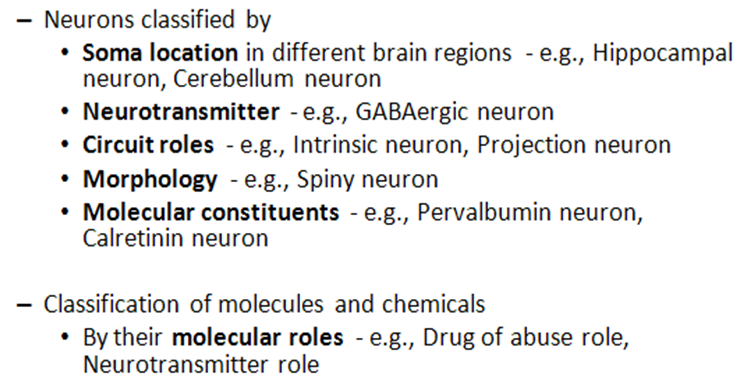 – Neurons classified by
• Soma location in different brain regions - e.g., Hippocampal
neuron, Cerebellum neuron
• Neurotransmitter - e.g., GABAergic neuron
• Circuit roles - e.g., Intrinsic neuron, Projection neuron
• Morphology - e.g., Spiny neuron
• Molecular constituents - e.g., Pervalbumin neuron,
Calretinin neuron
– Classification of molecules and chemicals
• By their molecular roles - e.g., Drug of abuse role,
Neurotransmitter role